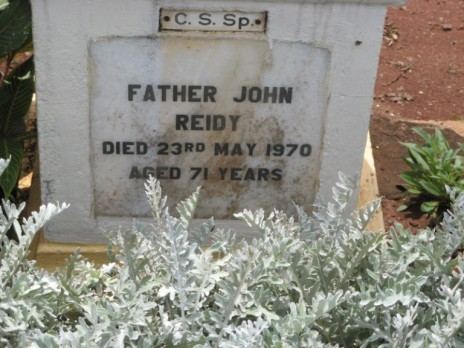 C. S. Sp.
FATHER JOHN
REIDY
DIED 23RD MAY 1970
AGED 71 YEARS